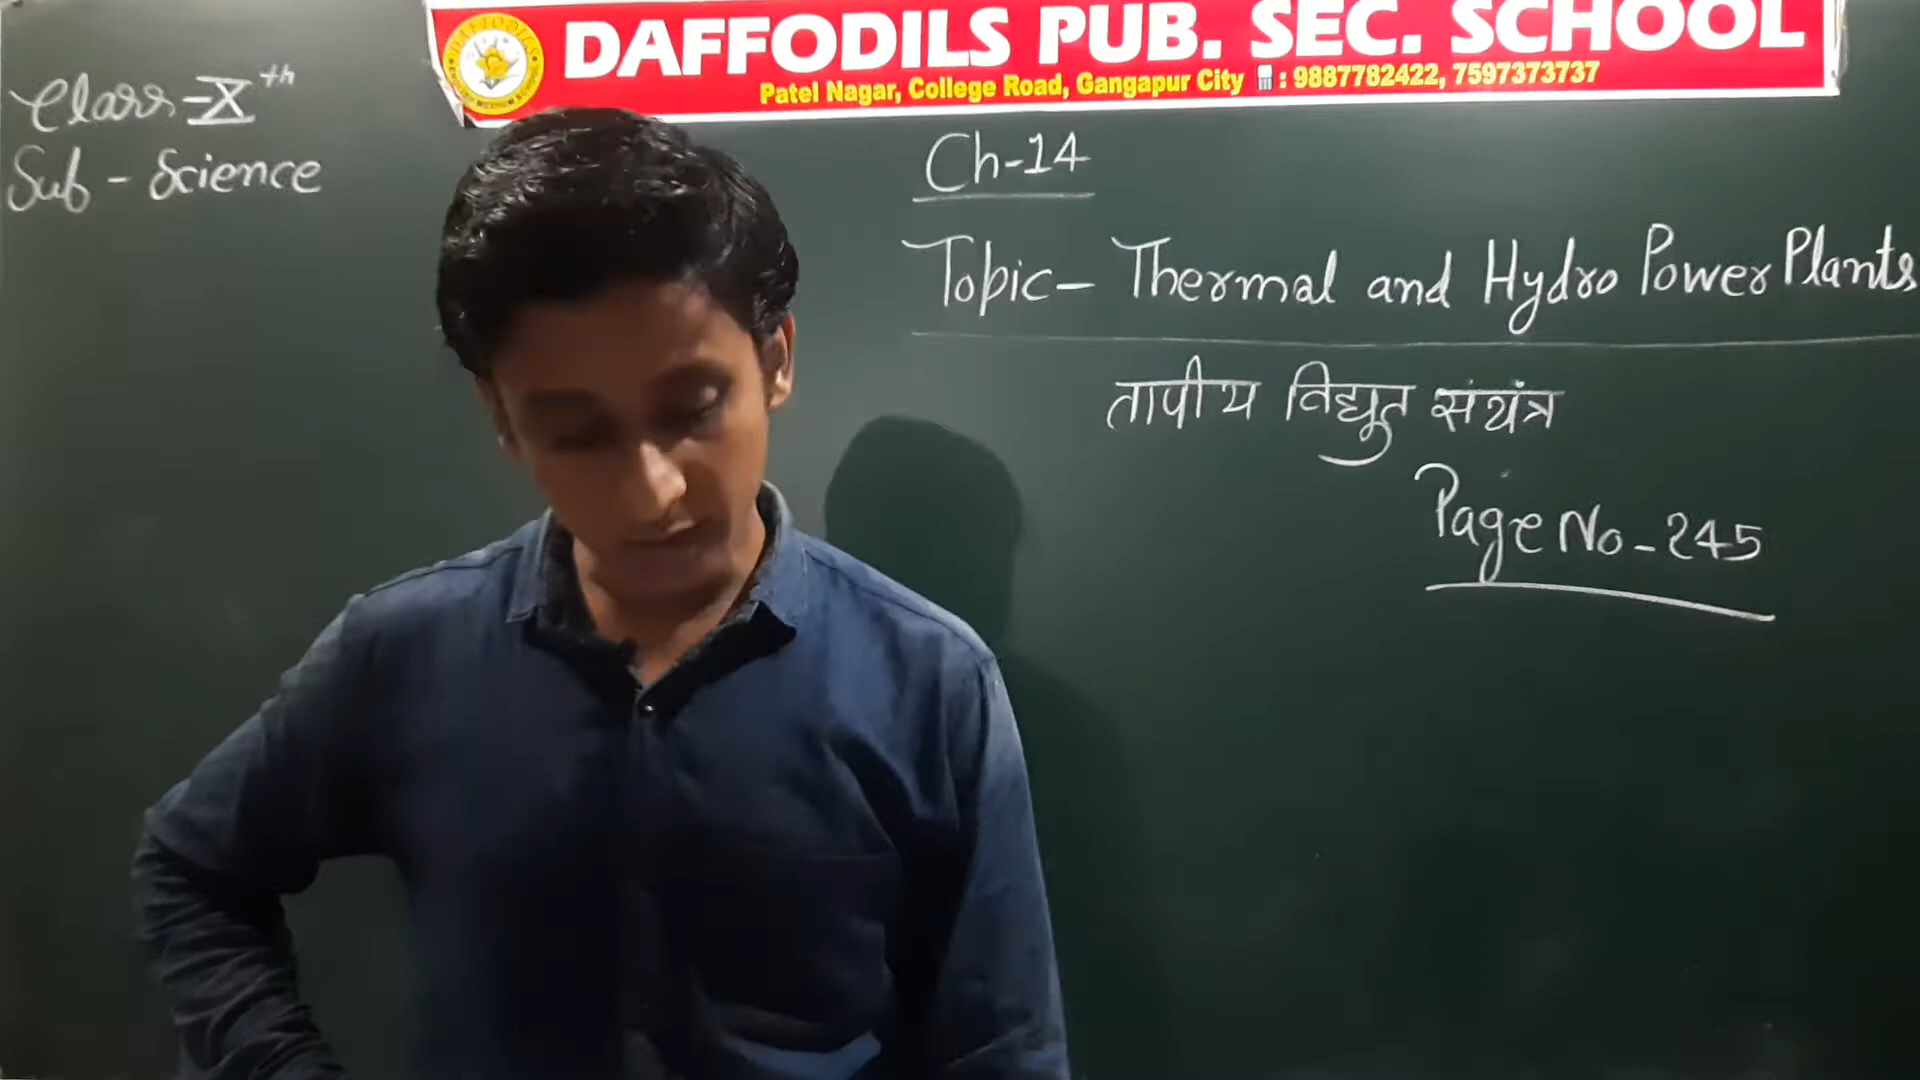 DAFFODILS PUB. SEC. SCHOOL
Patel Nagar, College Road, Gangapur City : 9887782422, 7597373737
DAFFODILS
Class - X th
Sub - Science
Ch-14
Topic - Thermal and Hydro Power Plants
तापीय विद्युत संयंत्र
Page No - 245